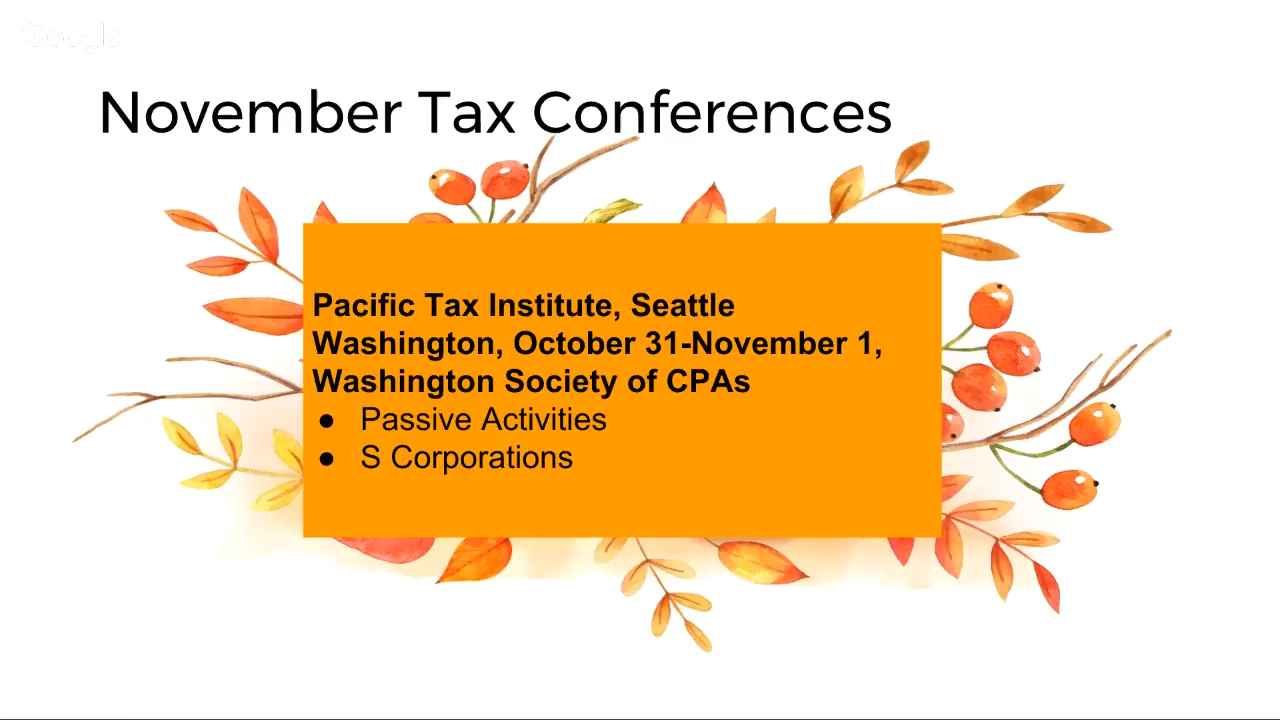 Google
November Tax Conferences
Pacific Tax Institute, Seattle
Washington, October 31-November 1,
Washington Society of CPAs
● Passive Activities
● S Corporations